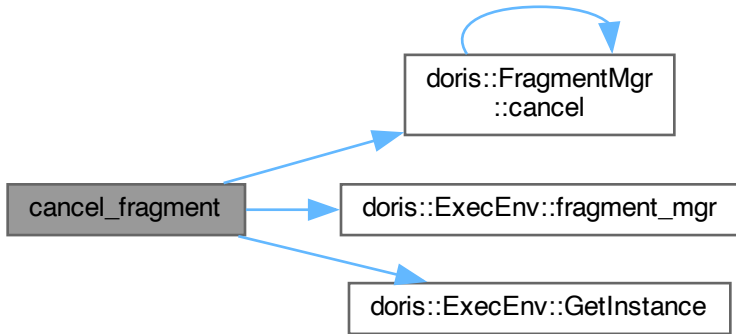 doris::FragmentMgr
::cancel
cancel_fragment
doris::ExecEnv::fragment_mgr
doris::ExecEnv::GetInstance